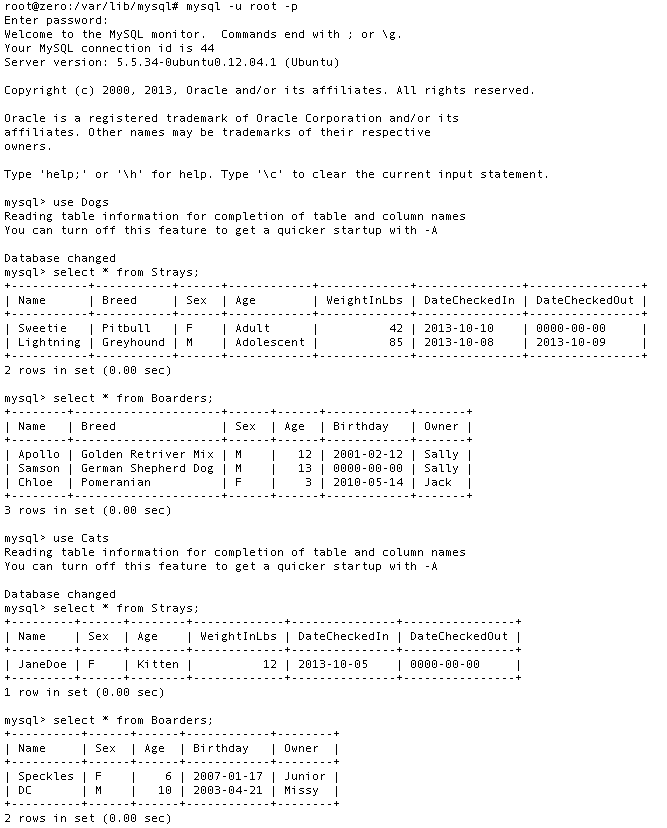 root@zero:/var/lib/mysql# mysql -u root -p
Enter password:
Welcome to the MySQL monitor.  Commands end with ; or \g.
Your MySQL connection id is 44
Server version: 5.5.34-0ubuntu0.12.04.1 (Ubuntu)

Copyright (c) 2000, 2013, Oracle and/or its affiliates. All rights reserved.

Oracle is a registered trademark of Oracle Corporation and/or its
affiliates. Other names may be trademarks of their respective
owners.

Type 'help;' or '\h' for help. Type '\c' to clear the current input statement.

mysql> use Dogs
Reading table information for completion of table and column names
You can turn off this feature to get a quicker startup with -A

Database changed
mysql> select * from Strays;
+-----------+-----------+------+------------+-------------+---------------+----------------+
| Name      | Breed     | Sex  | Age        | WeightInLbs | DateCheckedIn | DateCheckedOut |
+-----------+-----------+------+------------+-------------+---------------+----------------+
| Sweetie   | Pitbull   | F    | Adult      |          42 | 2013-10-10    | 0000-00-00     |
| Lightning | Greyhound | M    | Adolescent |          85 | 2013-10-08    | 2013-10-09     |
+-----------+-----------+------+------------+-------------+---------------+----------------+
2 rows in set (0.00 sec)

mysql> select * from Boarders;
+--------+---------------------+------+------+------------+-------+
| Name   | Breed               | Sex  | Age  | Birthday   | Owner |
+--------+---------------------+------+------+------------+-------+
| Apollo | Golden Retriver Mix | M    |   12 | 2001-02-12 | Sally |
| Samson | German Shepherd Dog | M    |   13 | 0000-00-00 | Sally |
| Chloe  | Pomeranian          | F    |    3 | 2010-05-14 | Jack  |
+--------+---------------------+------+------+------------+-------+
3 rows in set (0.00 sec)

mysql> use Cats
Reading table information for completion of table and column names
You can turn off this feature to get a quicker startup with -A

Database changed
mysql> select * from Strays;
+---------+------+--------+-------------+---------------+----------------+
| Name    | Sex  | Age    | WeightInLbs | DateCheckedIn | DateCheckedOut |
+---------+------+--------+-------------+---------------+----------------+
| JaneDoe | F    | Kitten |          12 | 2013-10-05    | 0000-00-00     |
+---------+------+--------+-------------+---------------+----------------+
1 row in set (0.00 sec)

mysql> select * from Boarders;
+----------+------+------+------------+--------+
| Name     | Sex  | Age  | Birthday   | Owner  |
+----------+------+------+------------+--------+
| Speckles | F    |    6 | 2007-01-17 | Junior |
| DC       | M    |   10 | 2003-04-21 | Missy  |
+----------+------+------+------------+--------+
2 rows in set (0.00 sec)